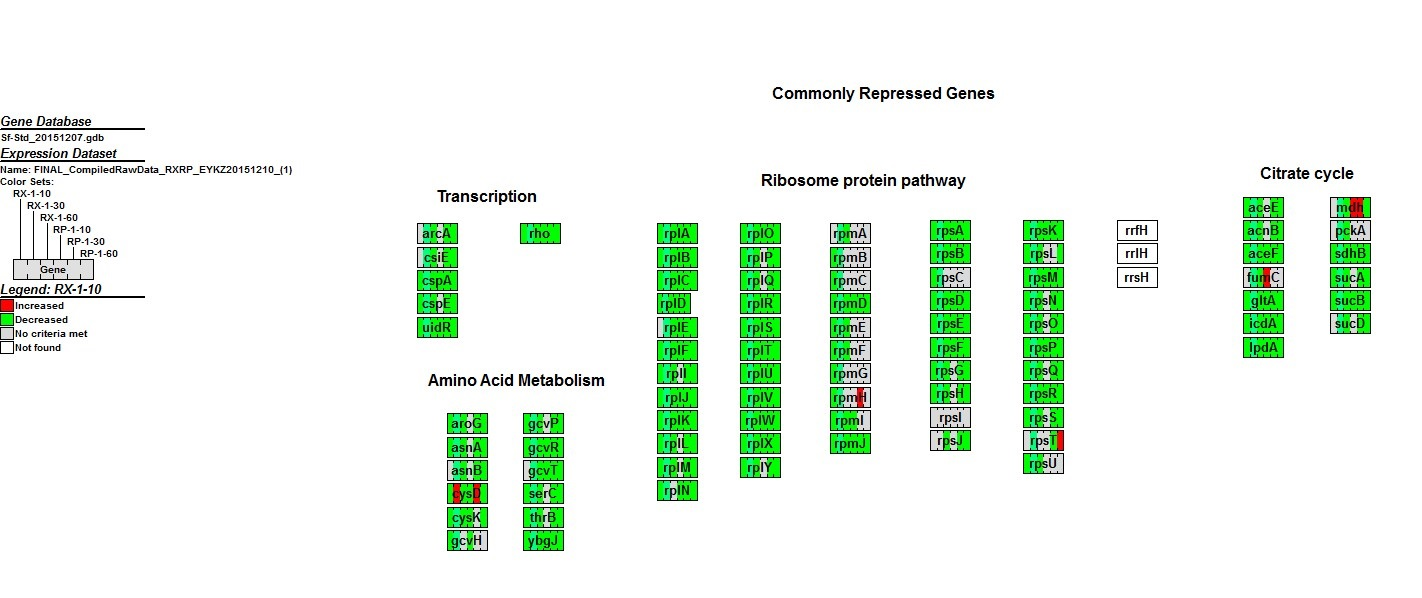 Commonly Repressed Genes
Gene Database
Sf-Std_20151207.gdb
Expression Dataset
Name: FINAL_CompiledRawData_RXRP_EYKZ20151210_(1)
Color Sets:
RX-1-10
RX-1-30
RX-1-60
RP-1-10
RP-1-30
RP-1-60
Gene
Legend: RX-1-10
Increased
Decreased
No criteria met
Not found
Transcription
arcA
csiE
cspA
cspE
uidR
rho
Amino Acid Metabolism
aroG
asnA
asnB
cysD
cysK
gcvH
gcvP
gcvR
gcvT
serC
thrB
ybgJ
Ribosome protein pathway
rplA
rplB
rplC
rplD
rplE
rplF
rplI
rplJ
rplK
rplL
rplM
rplN
rplO
rplP
rplQ
rplR
rplS
rplT
rplU
rplV
rplW
rplX
rplY
rpmA
rpmB
rpmC
rpmD
rpmE
rpmF
rpmG
rpmH
rpmI
rpmJ
rpsA
rpsB
rpsC
rpsD
rpsE
rpsF
rpsG
rpsH
rpsI
rpsJ
rpsK
rpsL
rpsM
rpsN
rpsO
rpsP
rpsQ
rpsR
rpsS
rpsT
rpsU
rrfH
rrlH
rrsH
Citrate cycle
aceE
acnB
aceF
fumC
gltA
icdA
lpdA
mdh
pckA
sdhB
sucA
sucB
sucD